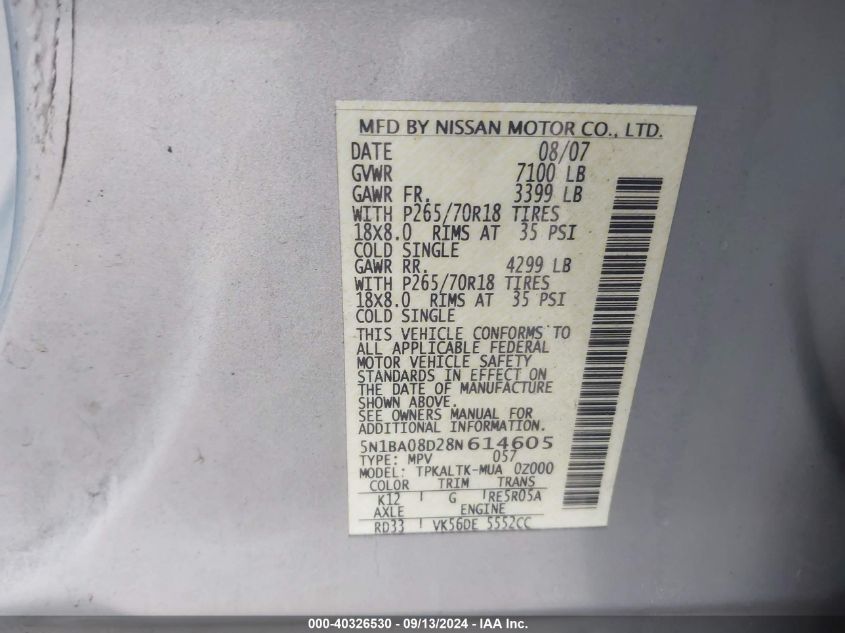 MFD BY NISSAN MOTOR CO., LTD.
DATE 08/07
GVWR 7100 LB
GAWR FR. 3399 LB
WITH P265/70R18 TIRES
18X8.0 RIMS AT 35 PSI
COLD SINGLE
GAWR RR. 4299 LB
WITH P265/70R18 TIRES
18X8.0 RIMS AT 35 PSI
COLD SINGLE
THIS VEHICLE CONFORMS TO
ALL APPLICABLE FEDERAL
MOTOR VEHICLE SAFETY
STANDARDS IN EFFECT ON
THE DATE OF MANUFACTURE
SHOWN ABOVE.
SEE OWNERS MANUAL FOR
ADDITIONAL INFORMATION.
5N1BA08D28N614605
TYPE: MPV 057
MODEL: TPKALTK-MUA 0Z000
COLOR TRIM TRANS
K12 G RE5R05A
AXLE ENGINE
RD33 VK56DE 5552CC
000-40326530 - 09/13/2024 - IAA Inc.